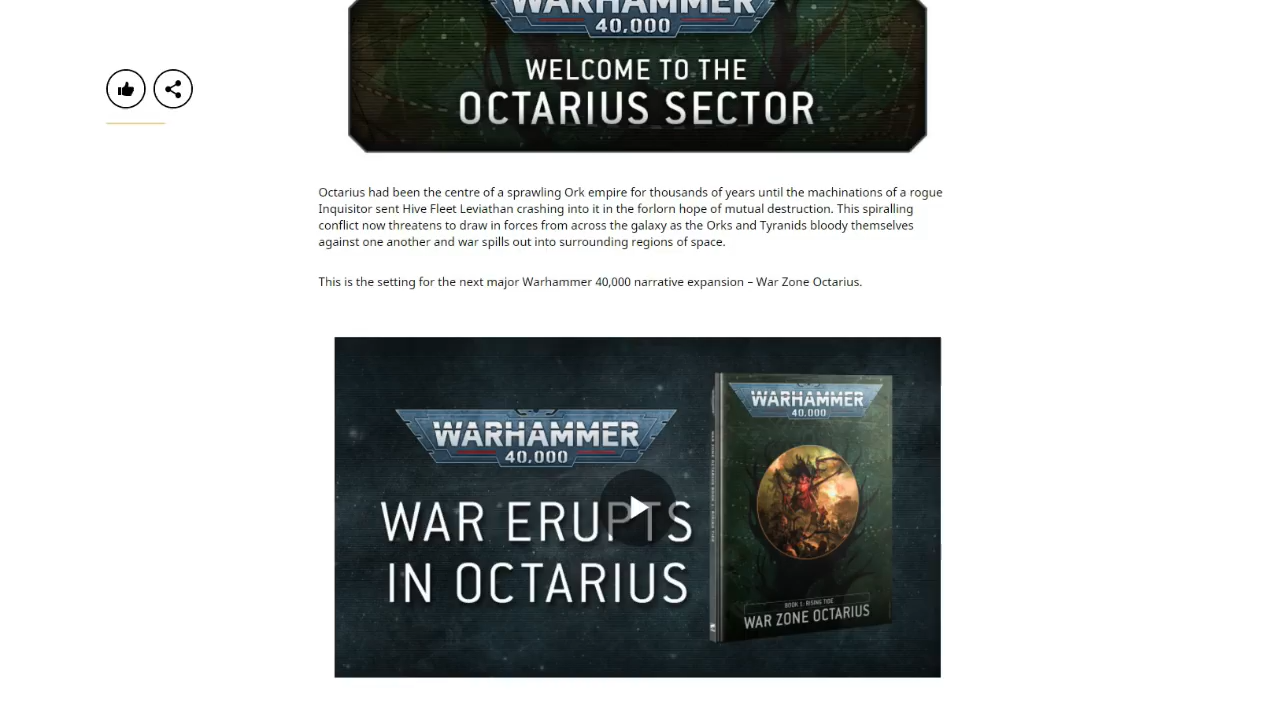 WARHAMMER
40,000
WELCOME TO THE
OCTARIUS SECTOR
Octarius had been the centre of a sprawling Ork empire for thousands of years until the machinations of a rogue
Inquisitor sent Hive Fleet Leviathan crashing into it in the forlorn hope of mutual destruction. This spiralling
conflict now threatens to draw in forces from across the galaxy as the Orks and Tyranids bloody themselves
against one another and war spills out into surrounding regions of space.
This is the setting for the next major Warhammer 40,000 narrative expansion – War Zone Octarius.
WARHAMMER
40,000
WAR ERUPTS
IN OCTARIUS
WARHAMMER
40,000
BOOK 1: RISING TIDE
WAR ZONE OCTARIUS